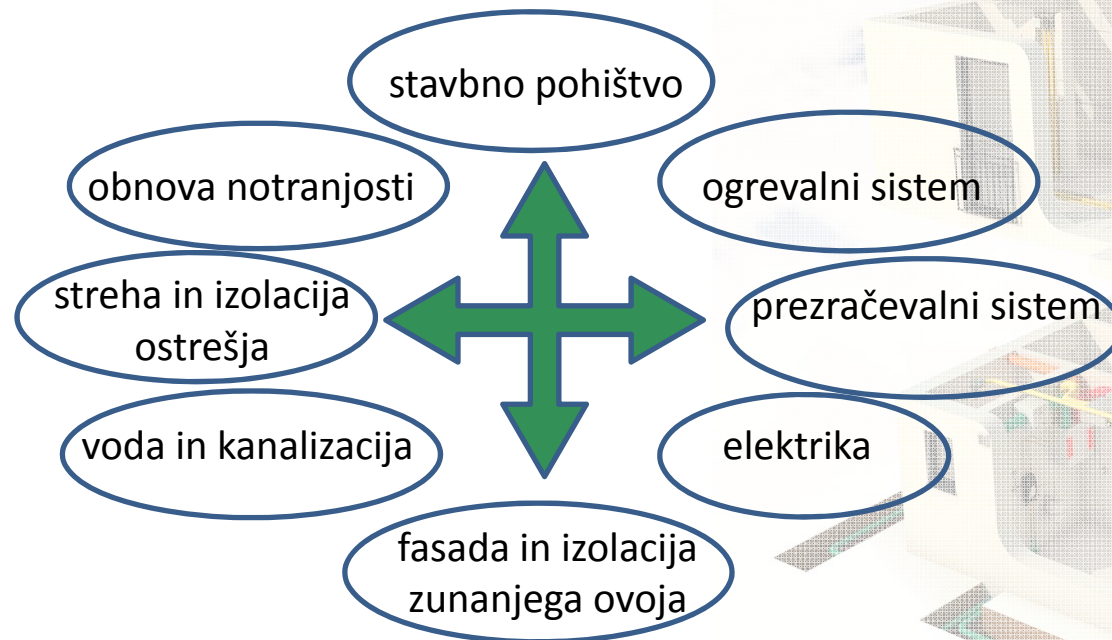 stavbno pohištvo
obnova notranjosti
ogrevalni sistem
streha in izolacija
ostrešja
prezračevalni sistem
voda in kanalizacija
elektrika
fasada in izolacija
zunanjega ovoja